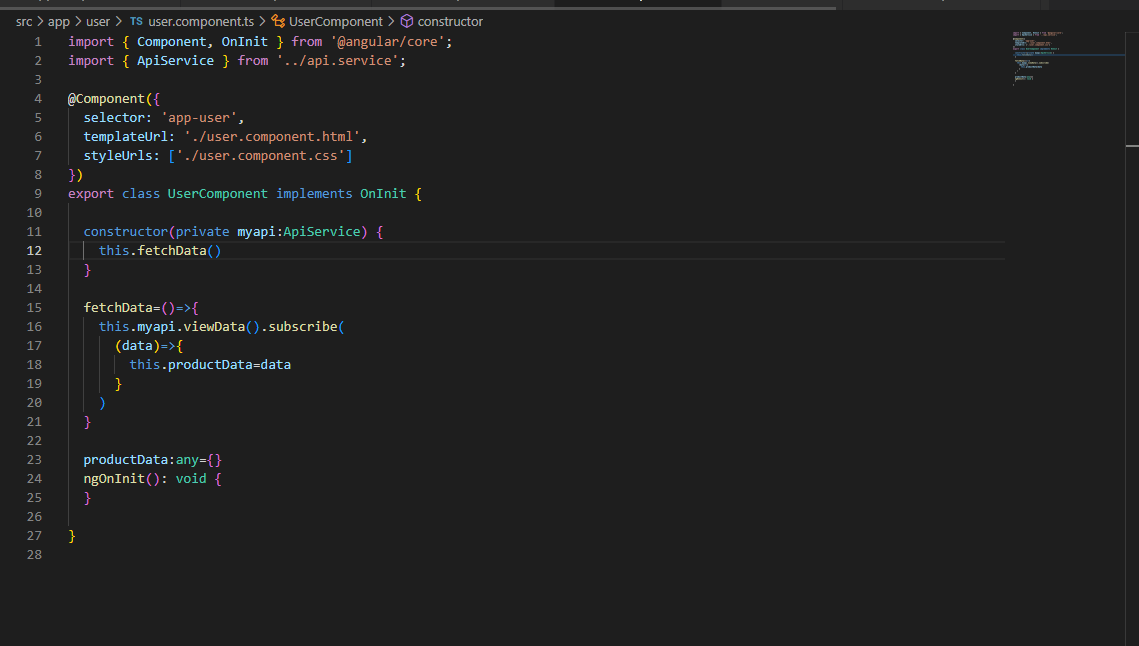 src > app > user > TS user.component.ts > UserComponent > constructor
1 import { Component, OnInit } from '@angular/core';
2 import { ApiService } from '../api.service';
3
4 @Component({
5 selector: 'app-user',
6 templateUrl: './user.component.html',
7 styleUrls: ['./user.component.css']
8 })
9 export class UserComponent implements OnInit {
10
11 constructor(private myapi:ApiService) {
12 this.fetchData()
13 }
14
15 fetchData=()=>{
16 this.myapi.viewData().subscribe(
17 (data)=>{
18 this.productData=data
19 }
20 )
21 }
22
23 productData:any={}
24 ngOnInit(): void {
25 }
26
27 }
28